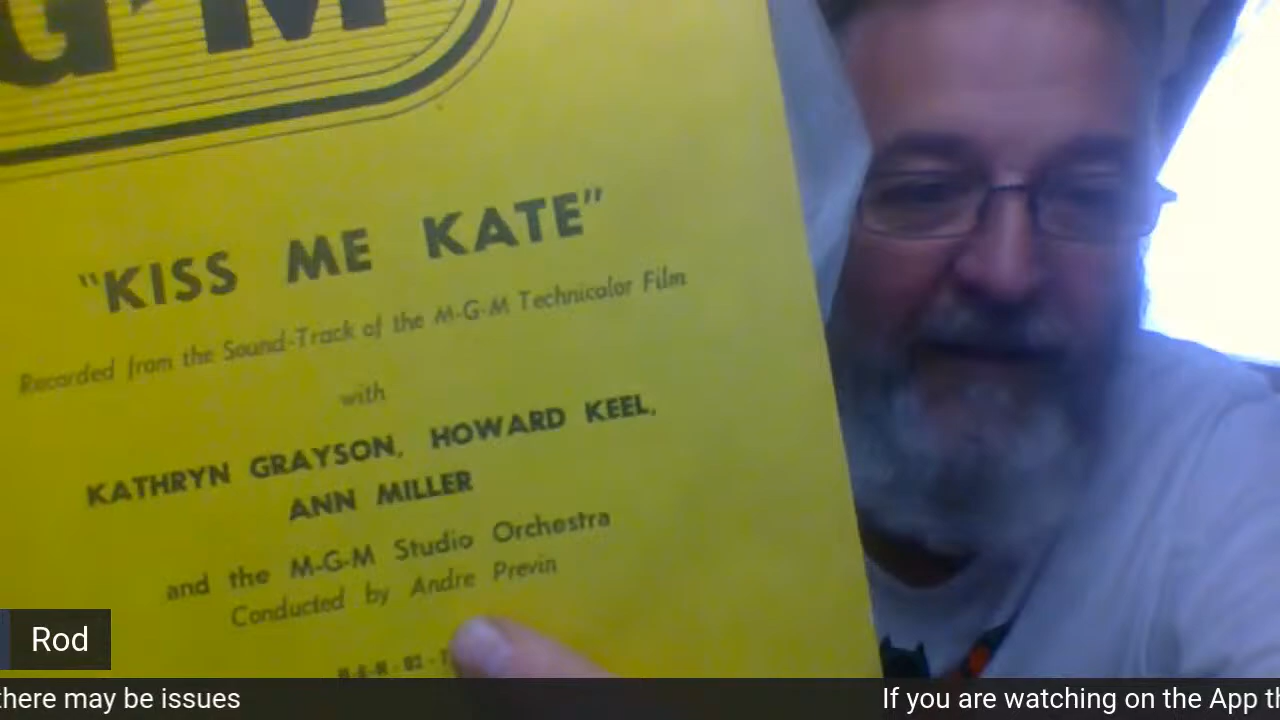 G-M
"KISS ME KATE"
Recorded from the Sound-Track of the M-G-M Technicolor Film
with
KATHRYN GRAYSON, HOWARD KEEL,
ANN MILLER
and the M-G-M Studio Orchestra
Conducted by Andre Previn
Rod
there may be issues
If you are watching on the App